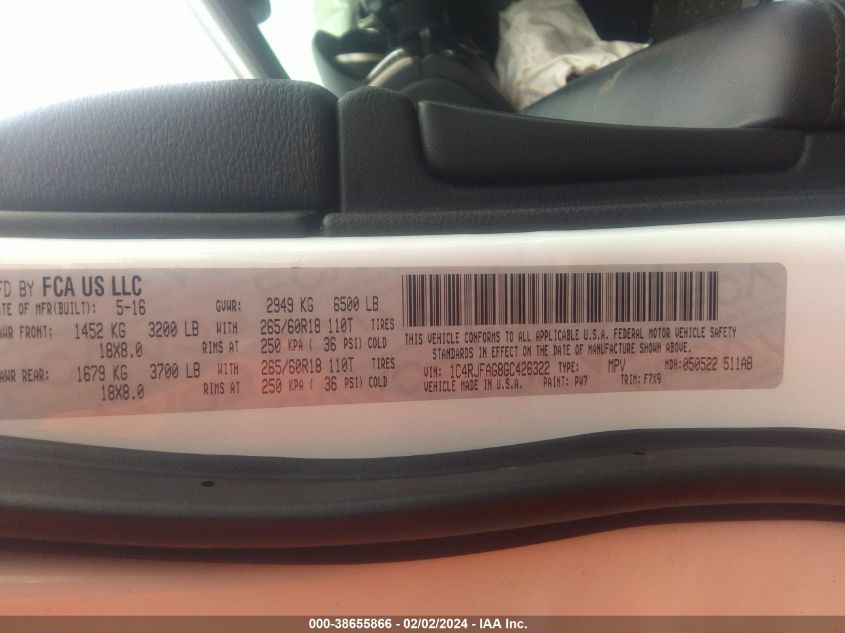 MFD BY FCA US LLC
DATE OF MFR(BUILT): 5-16 GVWR: 2949 KG 6500 LB
GAWR FRONT: 1452 KG 3200 LB WITH 265/60R18 110T TIRES
18X8.0 RIMS AT 250 KPA ( 36 PSI) COLD
GAWR REAR: 1679 KG 3700 LB WITH 265/60R18 110T TIRES
18X8.0 RIMS AT 250 KPA ( 36 PSI) COLD
THIS VEHICLE CONFORMS TO ALL APPLICABLE U.S.A. FEDERAL MOTOR VEHICLE SAFETY
STANDARDS IN EFFECT ON THE DATE OF MANUFACTURE SHOWN ABOVE.
VIN: 1C4RJFAG8GC426322 TYPE: MPV MDH: 050522 511AB
VEHICLE MADE IN U.S.A. PAINT: PW7 TRIM: F7X9
000-38655866 - 02/02/2024 - IAA Inc.